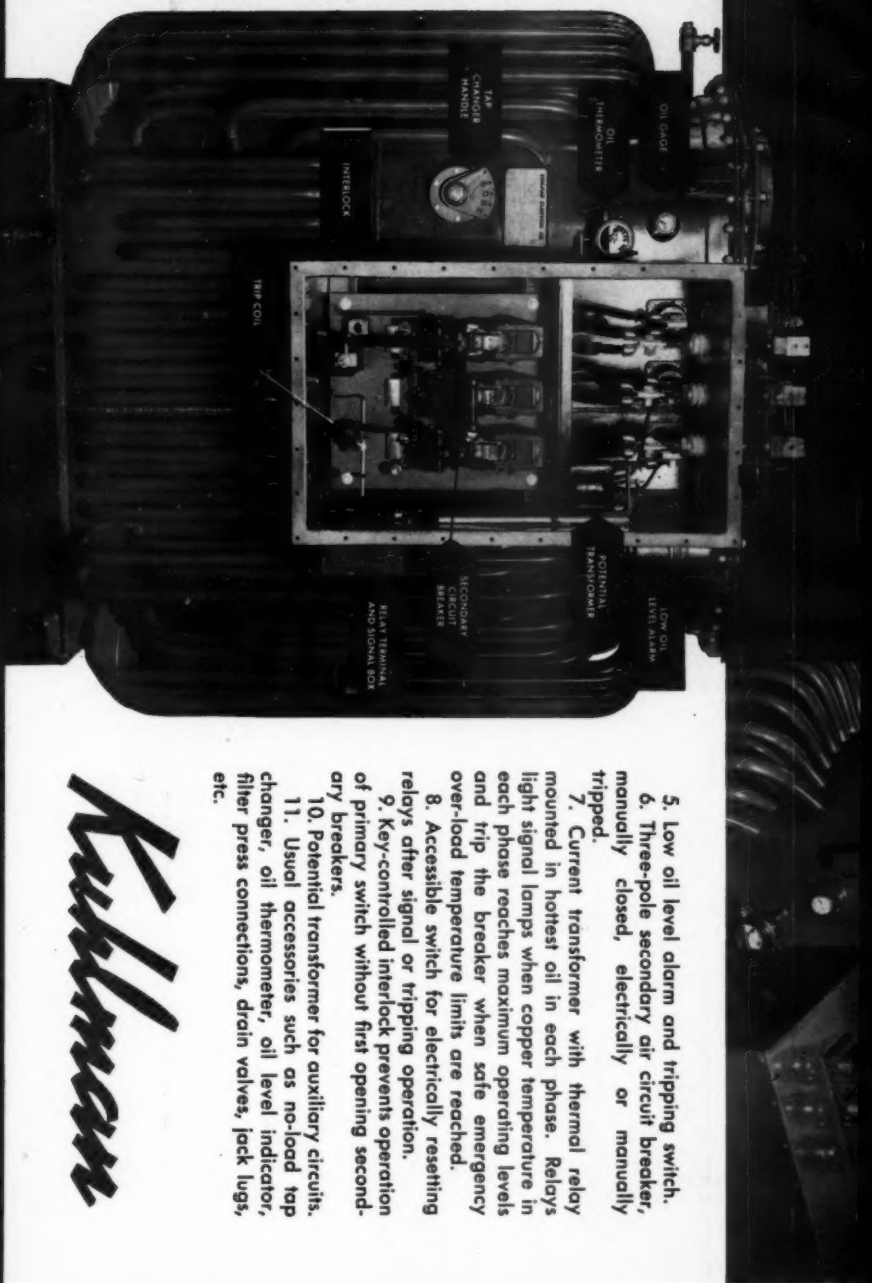 OIL GAGE
OIL
THERMOMETER
TAP
CHANGER
HANDLE
INTERLOCK
TRIP COIL
LOW OIL
LEVEL ALARM
POTENTIAL
TRANSFORMER
SECONDARY
CIRCUIT
BREAKER
RELAY TERMINAL
AND SIGNAL BOX
5. Low oil level alarm and tripping switch.
6. Three-pole secondary air circuit breaker,
manually closed, electrically or manually
tripped.
7. Current transformer with thermal relay
mounted in hottest oil in each phase. Relays
light signal lamps when copper temperature in
each phase reaches maximum operating levels
and trip the breaker when safe emergency
over-load temperature limits are reached.
8. Accessible switch for electrically resetting
relays after signal or tripping operation.
9. Key-controlled interlock prevents operation
of primary switch without first opening second-
ary breakers.
10. Potential transformer for auxiliary circuits.
11. Usual accessories such as no-load tap
changer, oil thermometer, oil level indicator,
filter press connections, drain valves, jack lugs,
etc.
Kuhlman